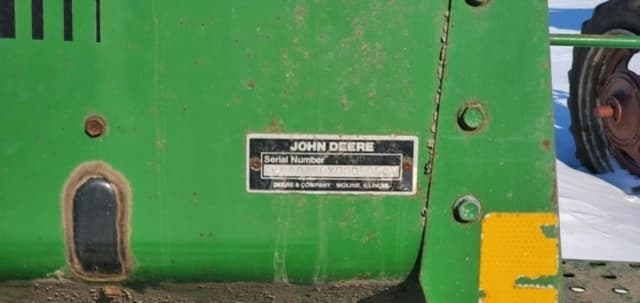 JOHN DEERE
Serial Number
DEERE & COMPANY MOLINE, ILLINOIS